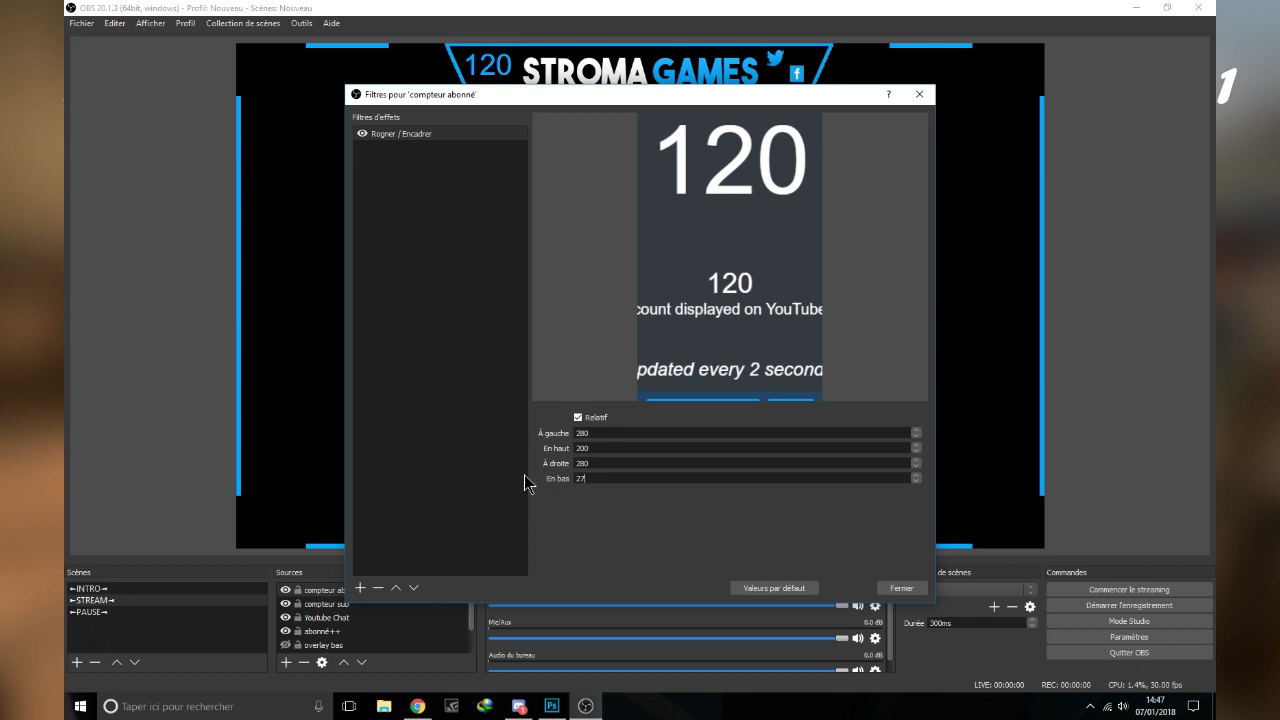 OBS 20.1.3 (64bit, windows) - Profil: Nouveau - Scènes: Nouveau
Fichier Editer Afficher Profil Collection de scènes Outils Aide
120 STROMA GAMES
1
Filtres pour 'compteur abonné'
?
Filtres d'effets
Rogner / Encadrer
120
120
count displayed on YouTube
pdated every 2 second
Relatif
À gauche 280
En haut 200
À droite 280
En bas 27
Valeurs par défaut
Fermer
Scènes
Sources
de scènes
Commandes
➵INTRO➵
➵STREAM➵
➵PAUSE➵
compteur ab
compteur sub
Youtube Chat
abonné++
overlay bas
Mic/Aux 0.0 dB
Audio du bureau 0.0 dB
Durée 300ms
Commencer le streaming
Démarrer l'enregistrement
Mode Studio
Paramètres
Quitter OBS
LIVE: 00:00:00 REC: 00:00:00 CPU: 1.4%, 30.00 fps
Taper ici pour rechercher
Ps
14:47
07/01/2018